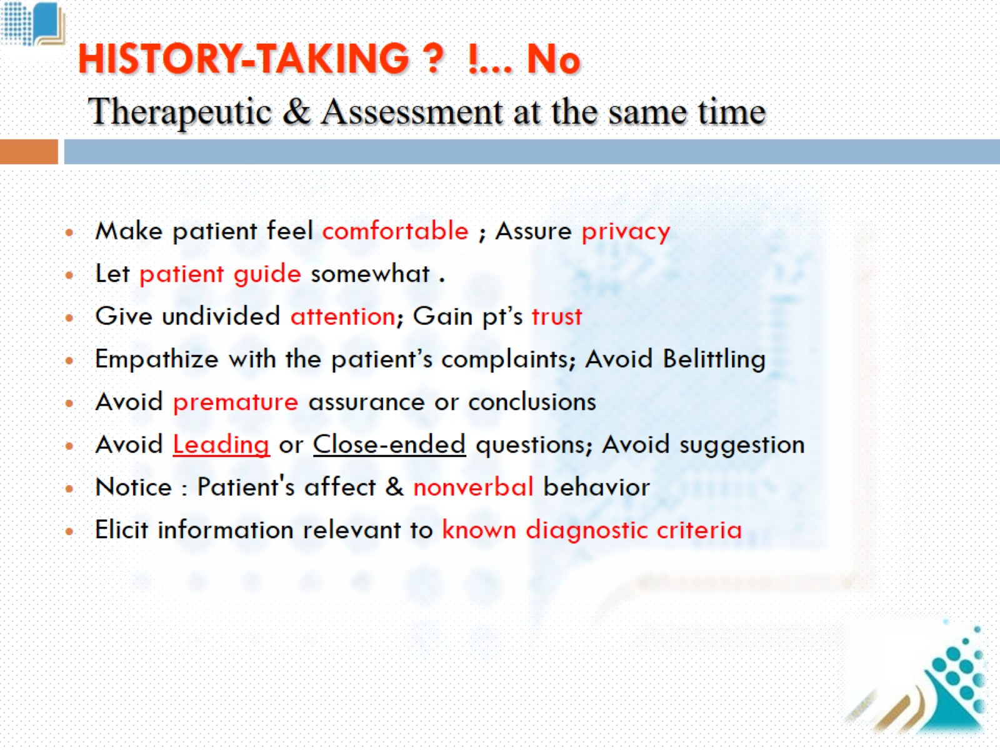 HISTORY-TAKING ? !... No
Therapeutic & Assessment at the same time
• Make patient feel comfortable ; Assure privacy
• Let patient guide somewhat .
• Give undivided attention; Gain pt’s trust
• Empathize with the patient’s complaints; Avoid Belittling
• Avoid premature assurance or conclusions
• Avoid Leading or Close-ended questions; Avoid suggestion
• Notice : Patient's affect & nonverbal behavior
• Elicit information relevant to known diagnostic criteria